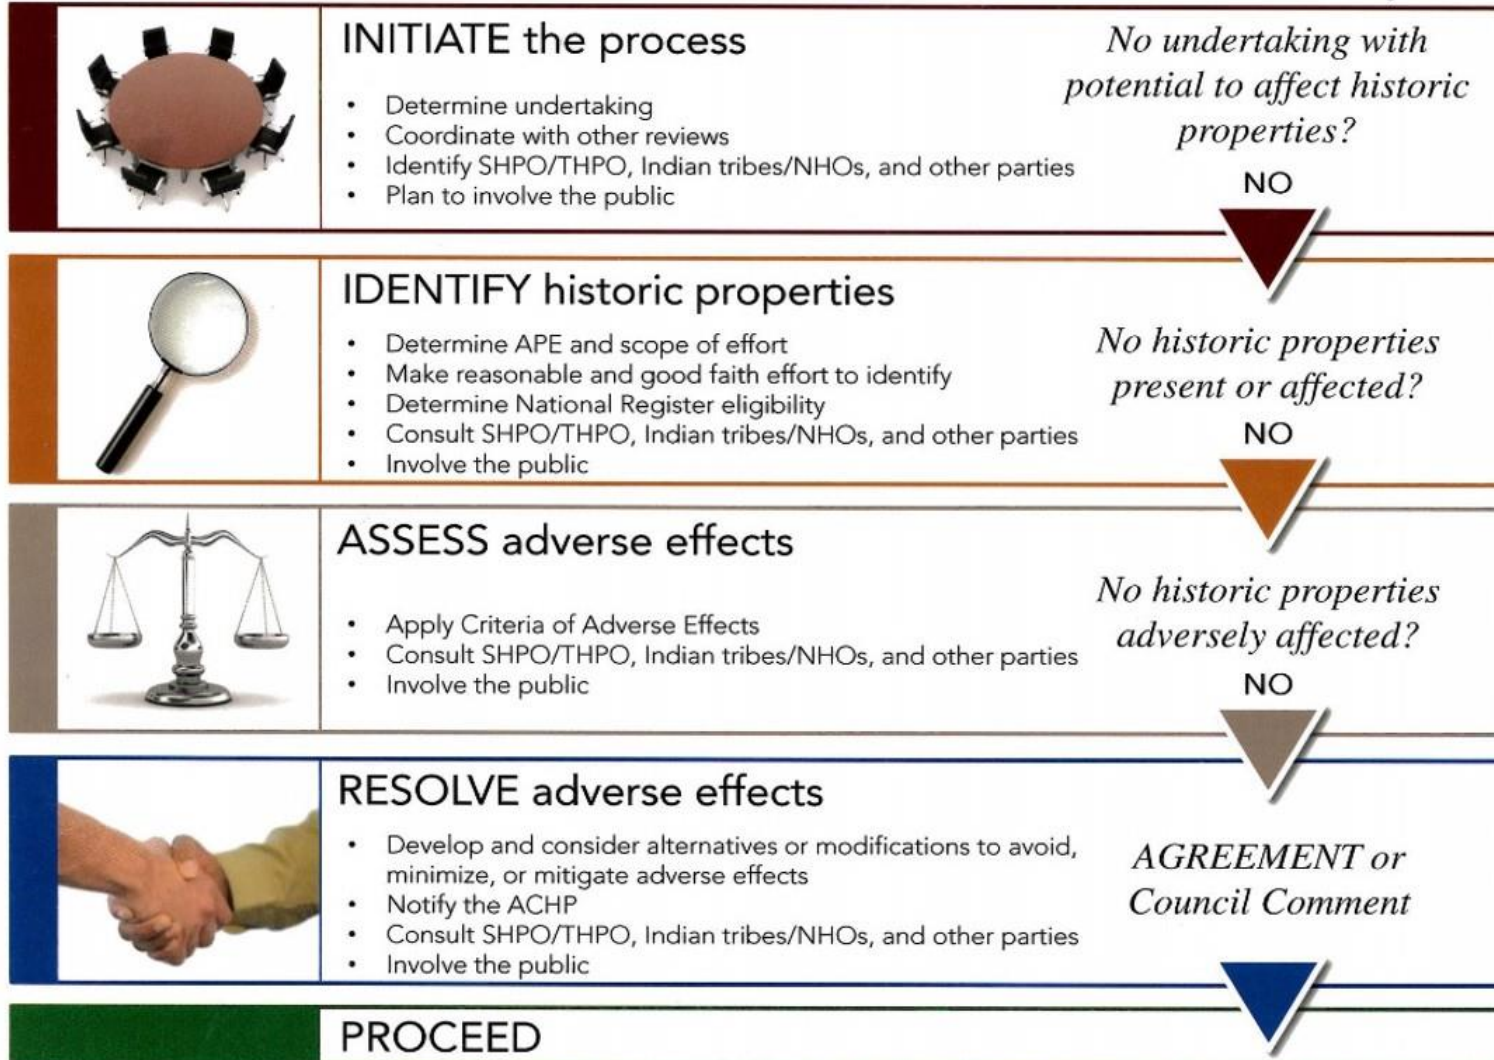 INITIATE the process
• Determine undertaking
• Coordinate with other reviews
• Identify SHPO/THPO, Indian tribes/NHOs, and other parties
• Plan to involve the public
No undertaking with
potential to affect historic
properties?
NO
IDENTIFY historic properties
• Determine APE and scope of effort
• Make reasonable and good faith effort to identify
• Determine National Register eligibility
• Consult SHPO/THPO, Indian tribes/NHOs, and other parties
• Involve the public
No historic properties
present or affected?
NO
ASSESS adverse effects
• Apply Criteria of Adverse Effects
• Consult SHPO/THPO, Indian tribes/NHOs, and other parties
• Involve the public
No historic properties
adversely affected?
NO
RESOLVE adverse effects
• Develop and consider alternatives or modifications to avoid,
minimize, or mitigate adverse effects
• Notify the ACHP
• Consult SHPO/THPO, Indian tribes/NHOs, and other parties
• Involve the public
AGREEMENT or
Council Comment
PROCEED